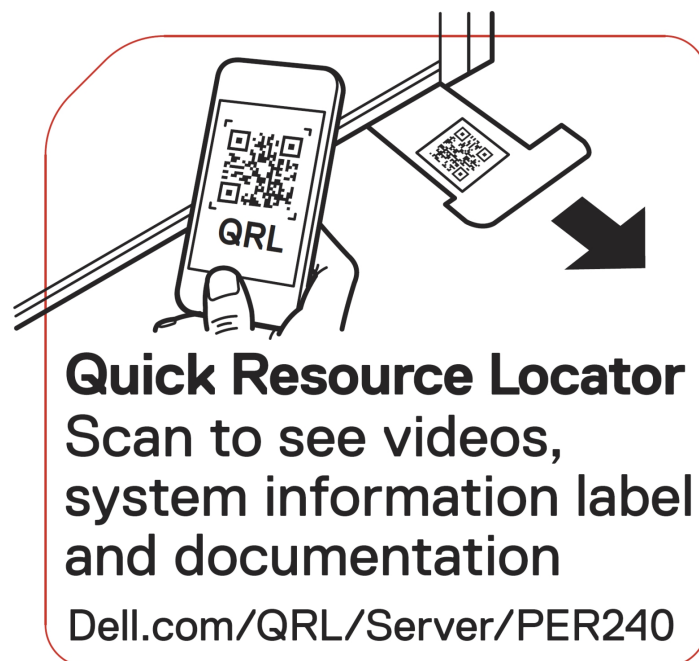 QRL
Quick Resource Locator
Scan to see videos,
system information label
and documentation
Dell.com/QRL/Server/PER240